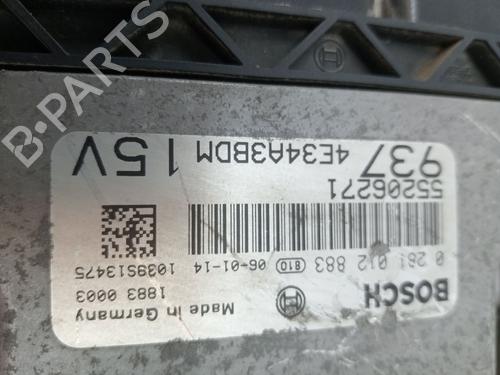 BOSCH
Made in Germany
1883 0003
0 281 012 883 810 06-01-14 1039S13475
55206271
937 4E34A3BDM 15V
B-PARTS